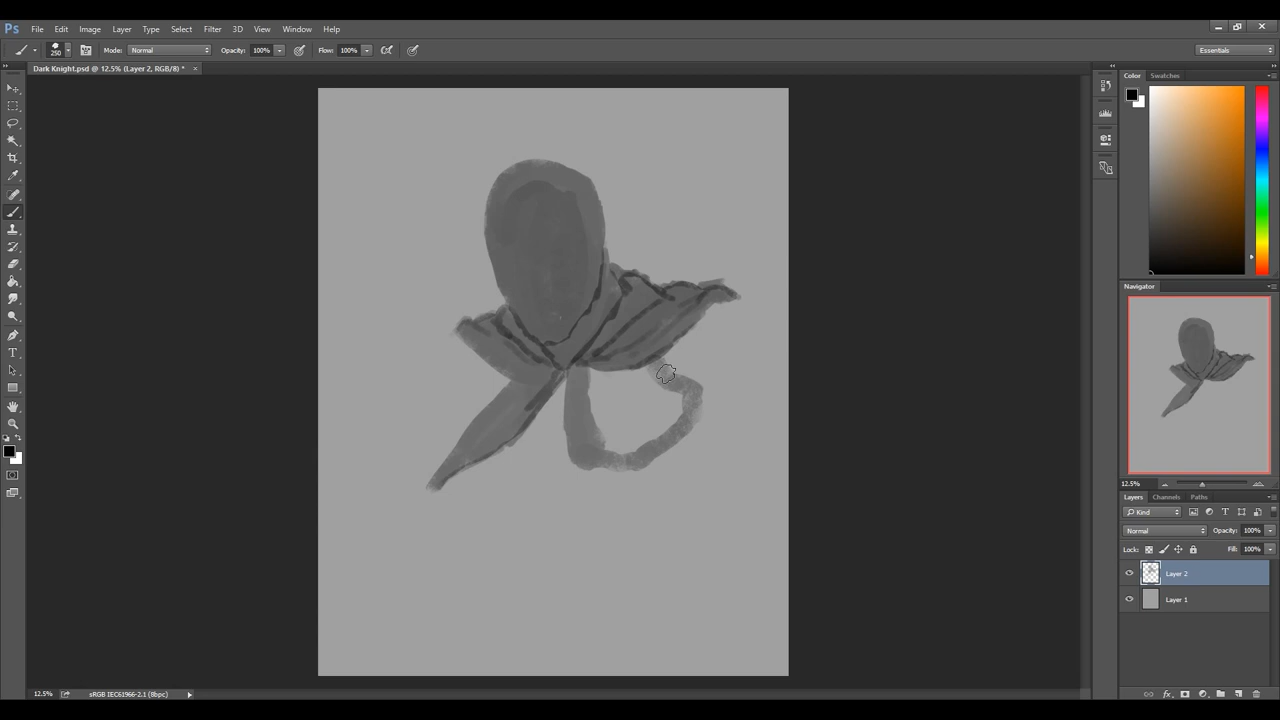 Ps File Edit Image Layer Type Select Filter 3D View Window Help
250 Mode: Normal Opacity: 100% Flow: 100% Essentials
Dark Knight.psd @ 12.5% (Layer 2, RGB/8) * ×
Color Swatches
Navigator
12.5%
Layers Channels Paths
Kind
Normal Opacity: 100%
Lock: Fill: 100%
Layer 2
Layer 1
12.5% sRGB IEC61966-2.1 (8bpc)